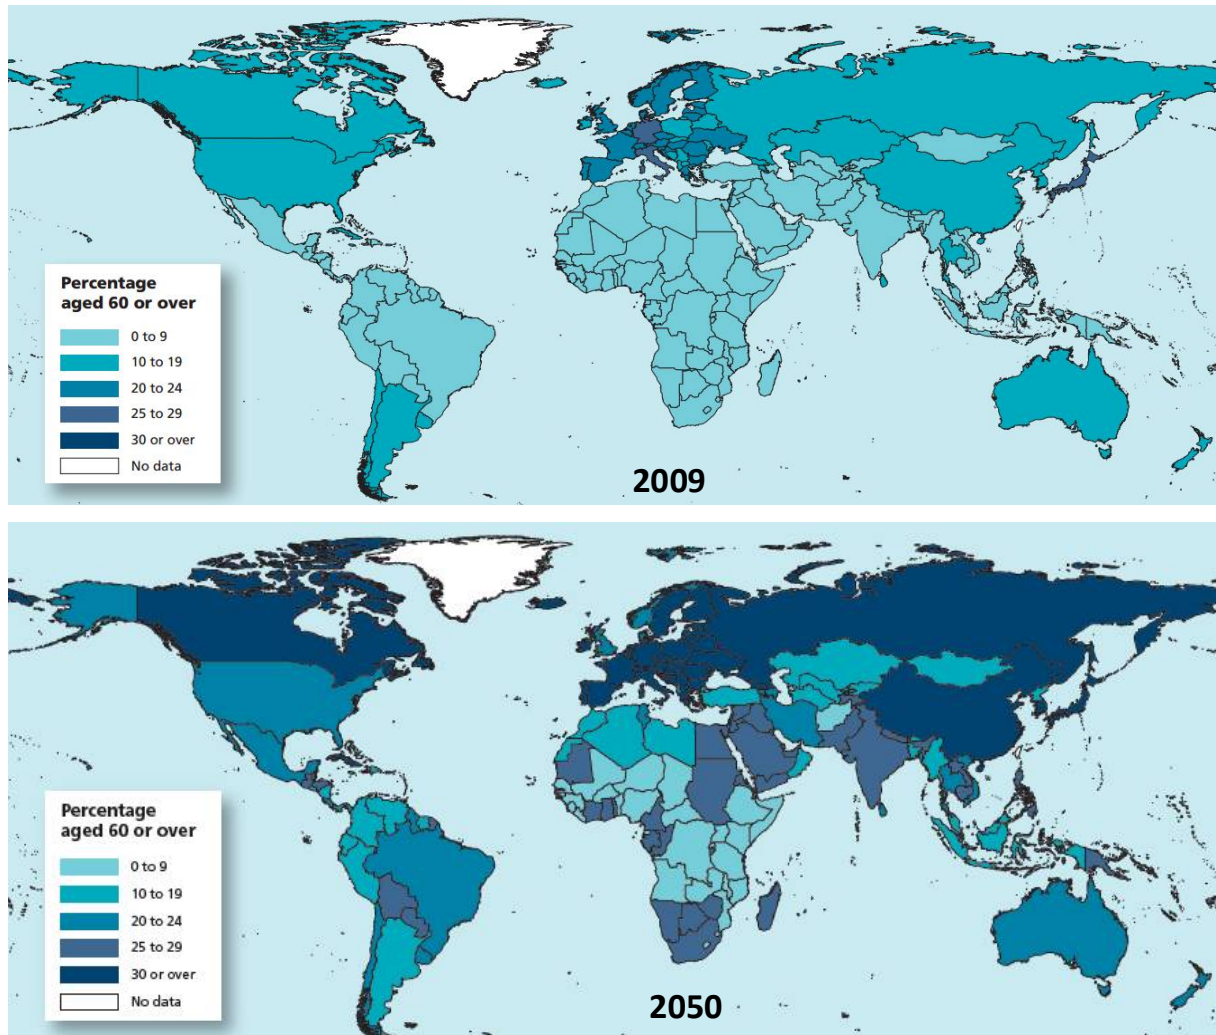 Percentage
aged 60 or over
0 to 9
10 to 19
20 to 24
25 to 29
30 or over
No data
2009
Percentage
aged 60 or over
0 to 9
10 to 19
20 to 24
25 to 29
30 or over
No data
2050